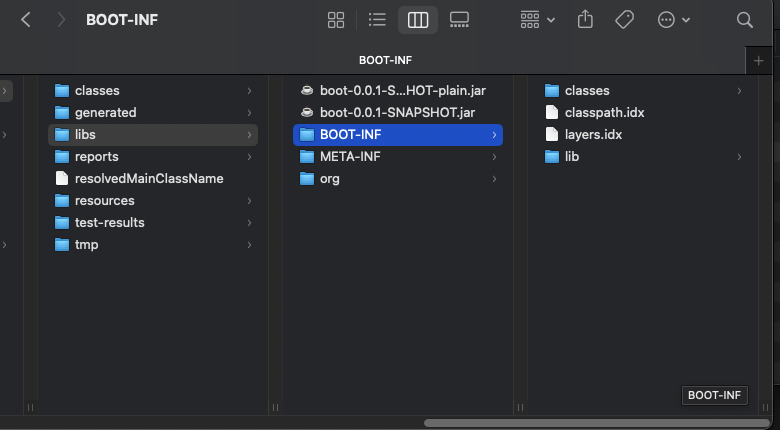 BOOT-INF
BOOT-INF
classes
generated
libs
reports
resolvedMainClassName
resources
test-results
tmp
boot-0.0.1-S...HOT-plain.jar
boot-0.0.1-SNAPSHOT.jar
BOOT-INF
META-INF
org
classes
classpath.idx
layers.idx
lib
BOOT-INF